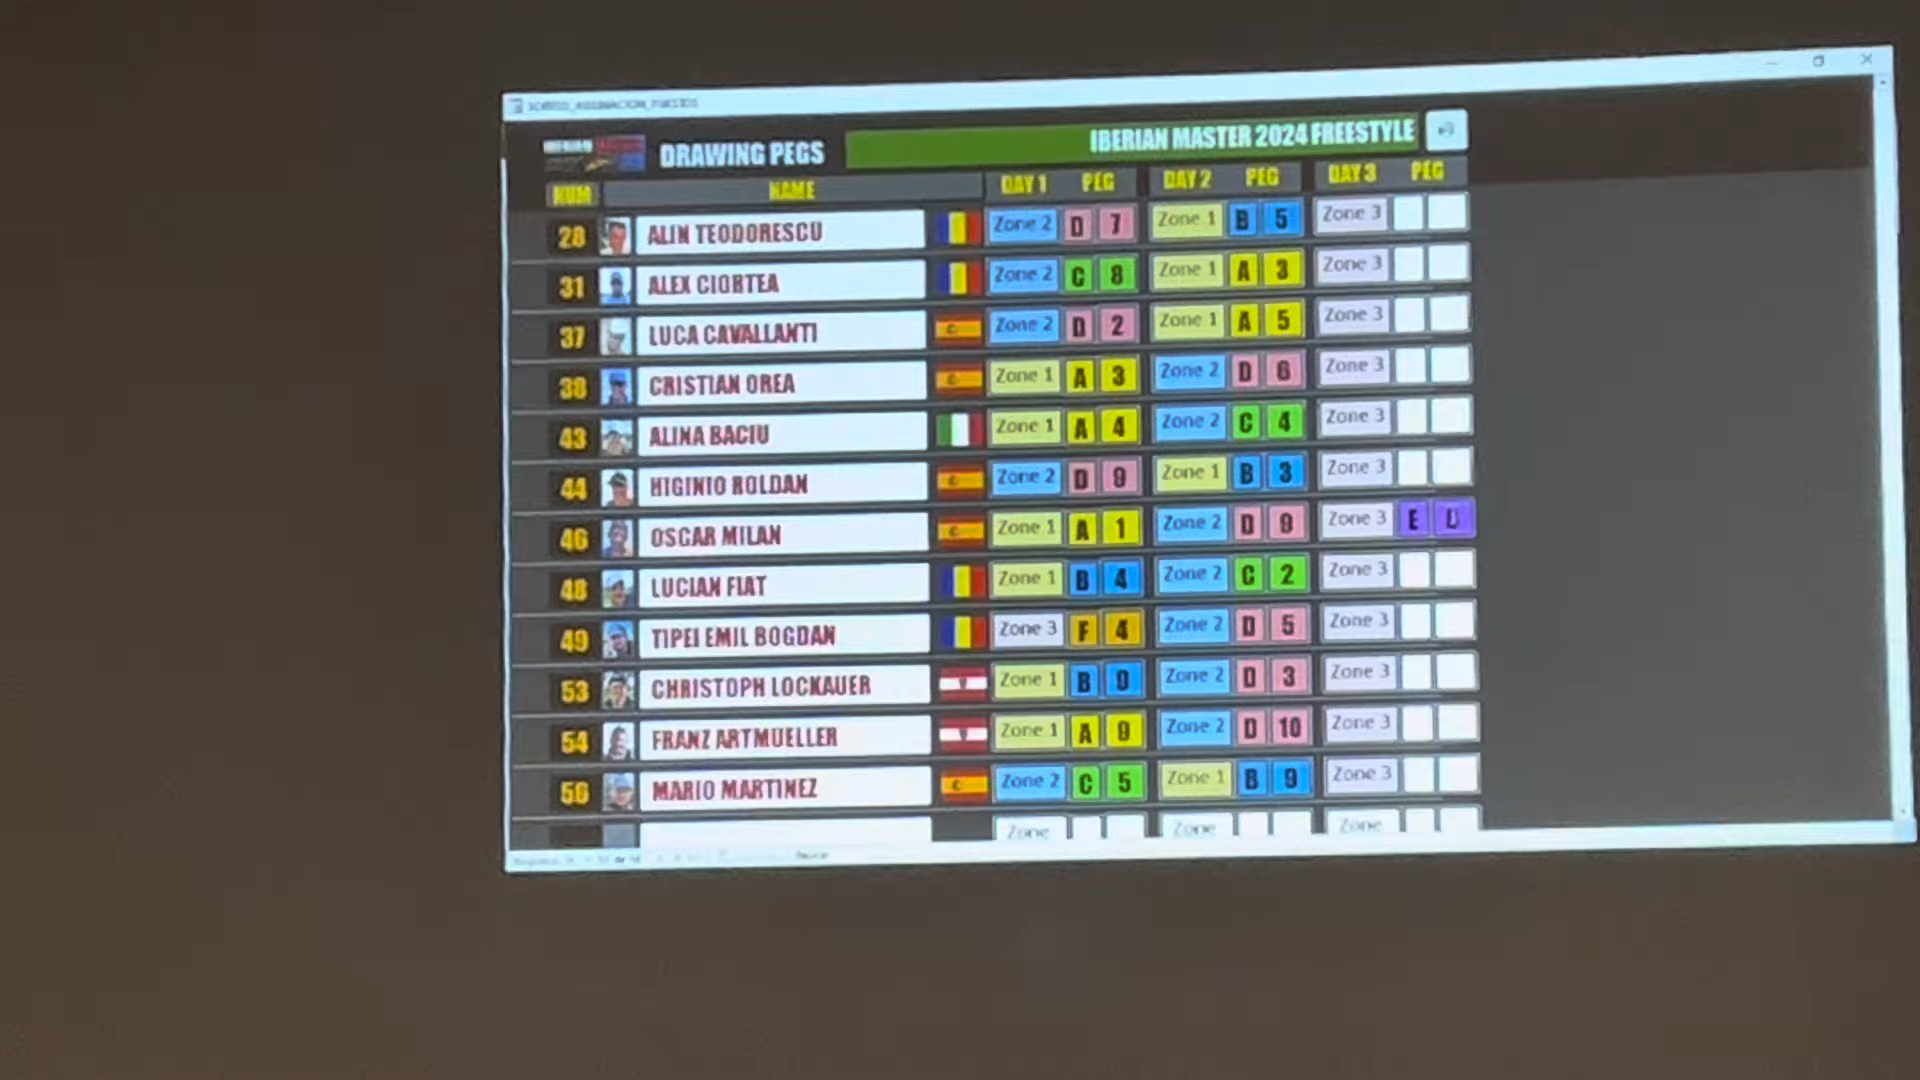 DRAWING PEGS IBERIAN MASTER 2024 FREESTYLE
NUM NAME DAY 1 PEG DAY 2 PEG DAY 3 PEG
28 ALIN TEODORESCU Zone 2 D 7 Zone 1 B 5 Zone 3
31 ALEX CIORTEA Zone 2 C 8 Zone 1 A 3 Zone 3
37 LUCA CAVALLANTI Zone 2 D 2 Zone 1 A 5 Zone 3
38 CRISTIAN OREA Zone 1 A 3 Zone 2 D 6 Zone 3
43 ALINA BACIU Zone 1 A 4 Zone 2 C 4 Zone 3
44 HIGINIO ROLDAN Zone 2 D 9 Zone 1 B 3 Zone 3
46 OSCAR MILAN Zone 1 A 1 Zone 2 D 9 Zone 3 E
48 LUCIAN FIAT Zone 1 B 4 Zone 2 C 2 Zone 3
49 TIPEI EMIL BOGDAN Zone 3 F 4 Zone 2 D 5 Zone 3
53 CHRISTOPH LOCKAUER Zone 1 B Zone 2 D 3 Zone 3
54 FRANZ ARTMUELLER Zone 1 A Zone 2 D 10 Zone 3
56 MARIO MARTINEZ Zone 2 C 5 Zone 1 B 9 Zone 3
Zone Zone Zone